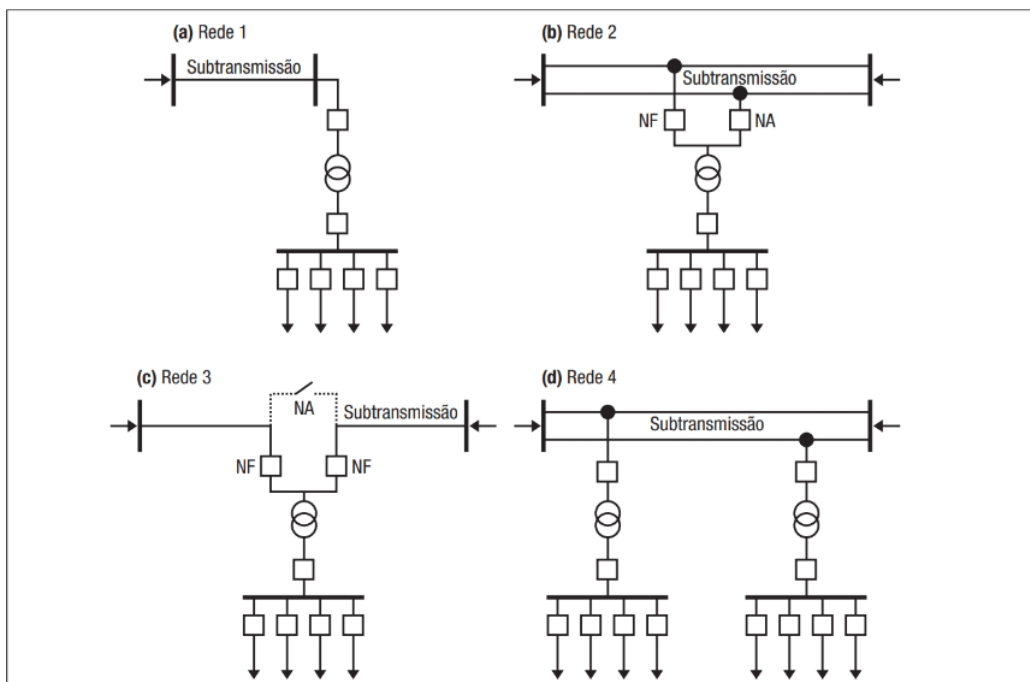 (a) Rede 1
Subtransmissão
(b) Rede 2
Subtransmissão
NF
NA
(c) Rede 3
NA
Subtransmissão
NF
NF
(d) Rede 4
Subtransmissão